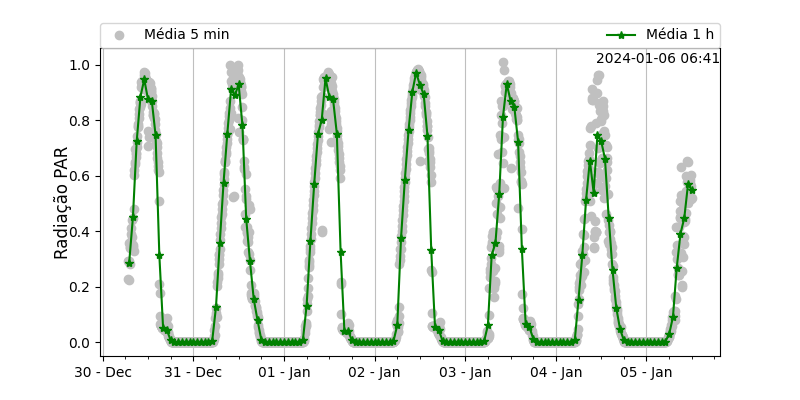 Média 5 min
Média 1 h
2024-01-06 06:41
1.0
0.8
0.6
0.4
0.2
0.0
Radiação PAR
30 - Dec
31 - Dec
01 - Jan
02 - Jan
03 - Jan
04 - Jan
05 - Jan